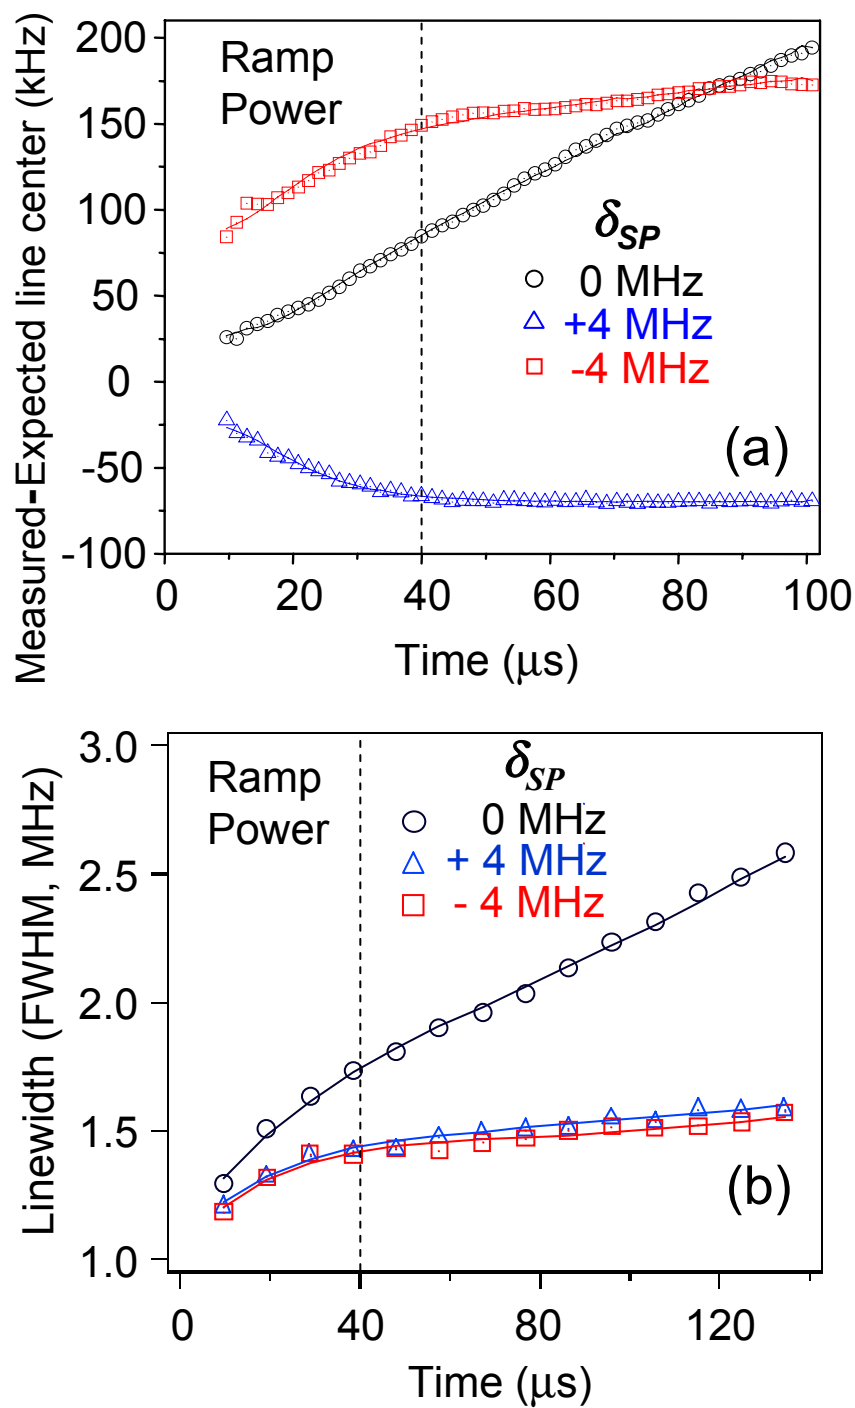 Measured-Expected line center (kHz)
200
150
100
50
0
-50
-100
Ramp
Power
δSP
0 MHz
+4 MHz
-4 MHz
(a)
0
20
40
60
80
100
Time (μs)
Linewidth (FWHM, MHz)
3.0
2.5
2.0
1.5
1.0
Ramp
Power
δSP
0 MHz
+ 4 MHz
- 4 MHz
(b)
0
40
80
120
Time (μs)